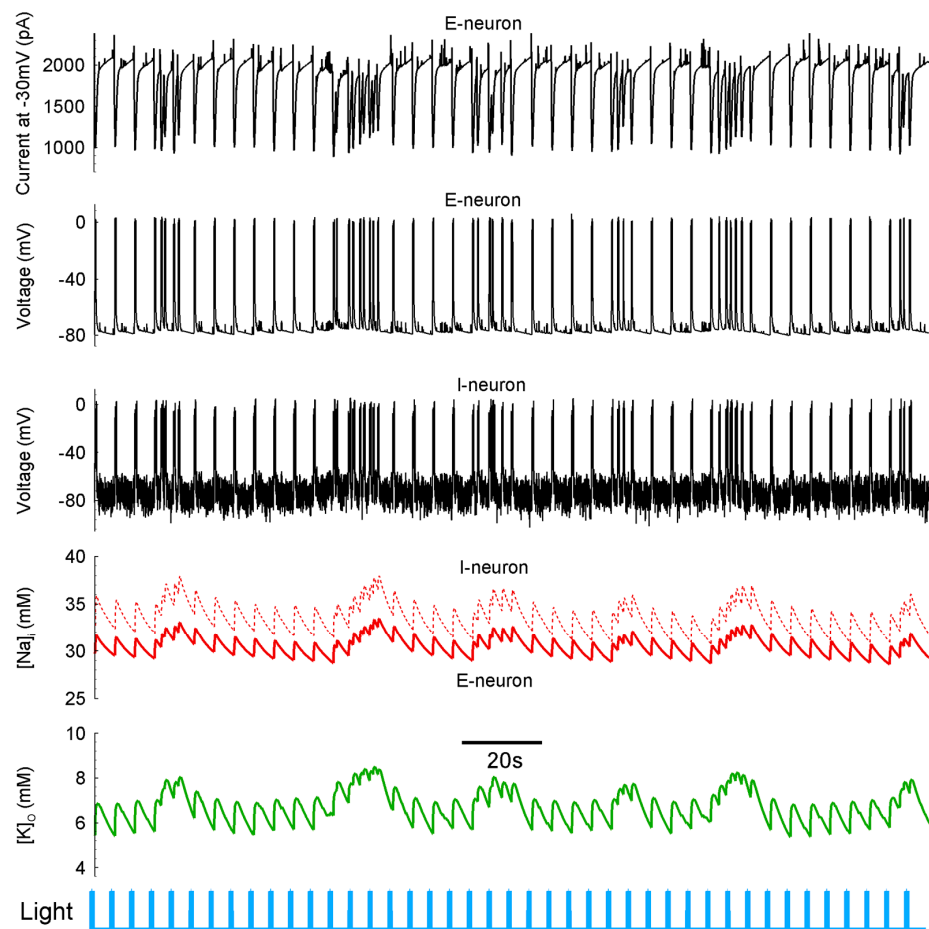 E-neuron
Current at -30mV (pA)
2000
1500
1000
E-neuron
Voltage (mV)
0
-40
-80
I-neuron
Voltage (mV)
0
-40
-80
[Na]i (mM)
40
35
30
25
I-neuron
E-neuron
[K]o (mM)
10
8
6
4
20s
Light